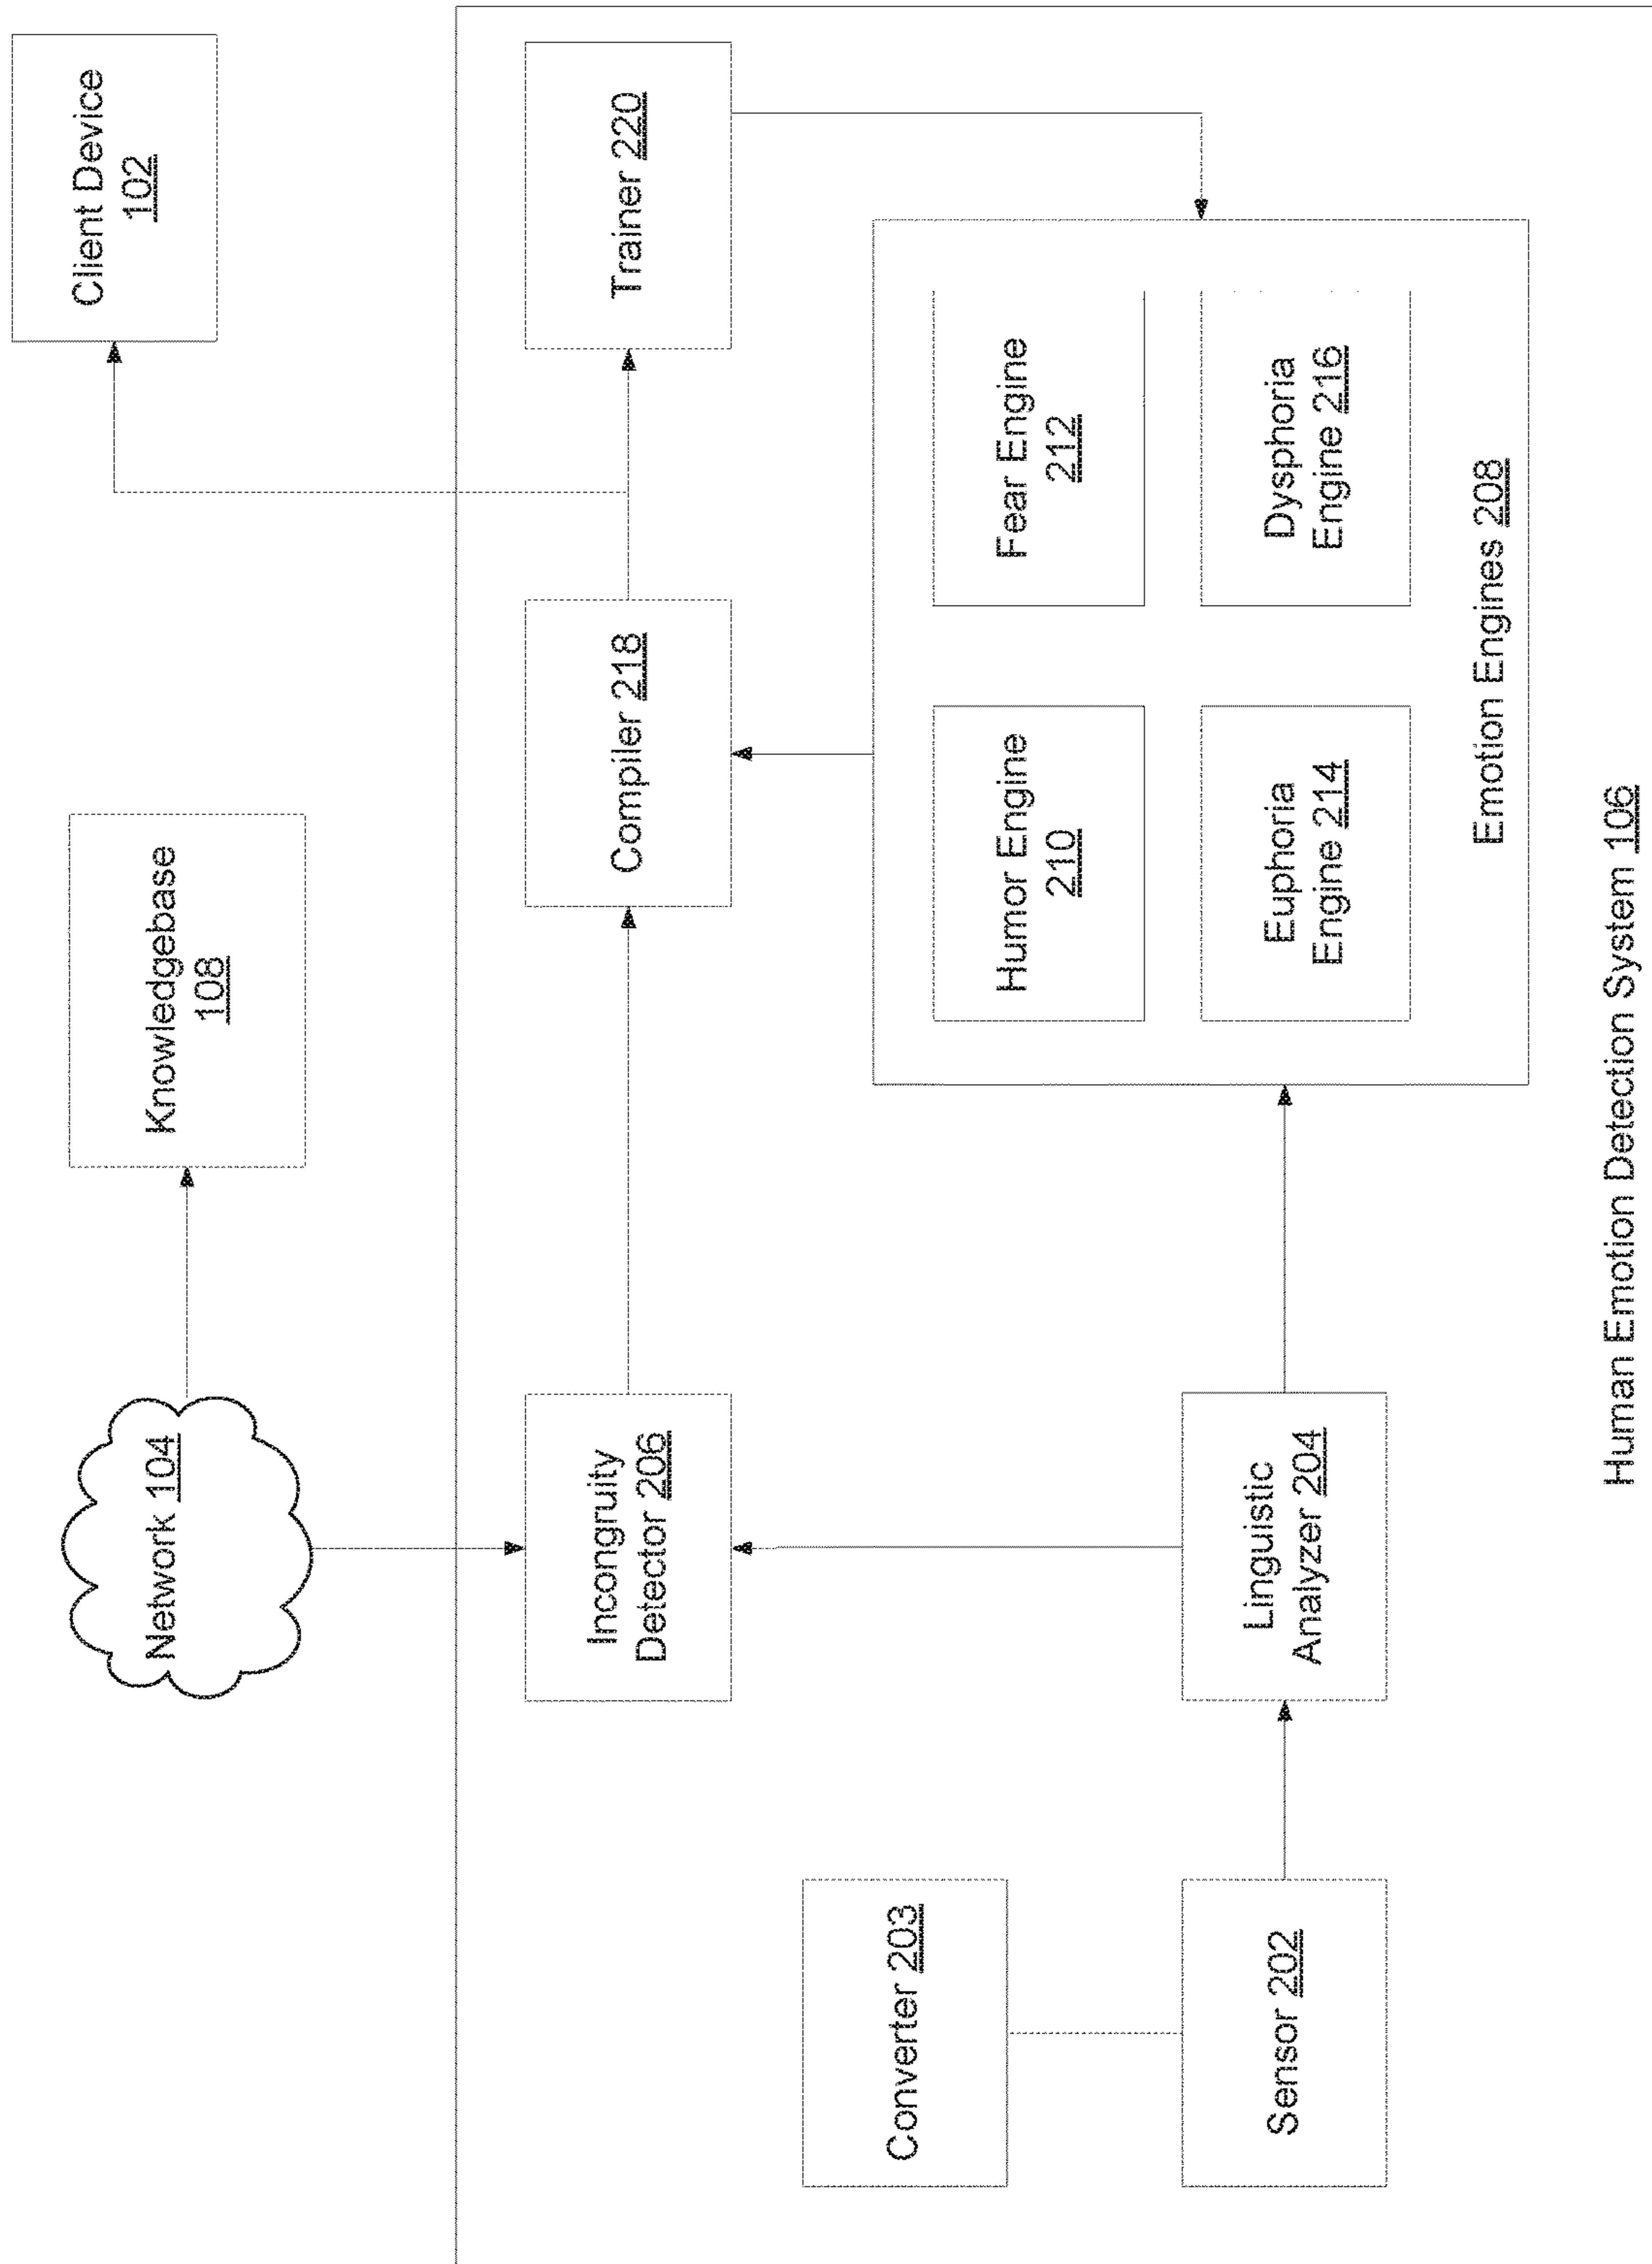 Network 104
Knowledgebase
108
Client Device
102
Incongruity
Detector 206
Compiler 218
Trainer 220
Converter 203
Humor Engine
210
Fear Engine
212
Sensor 202
Linguistic
Analyzer 204
Euphoria
Engine 214
Dysphoria
Engine 216
Emotion Engines 208
Human Emotion Detection System 106